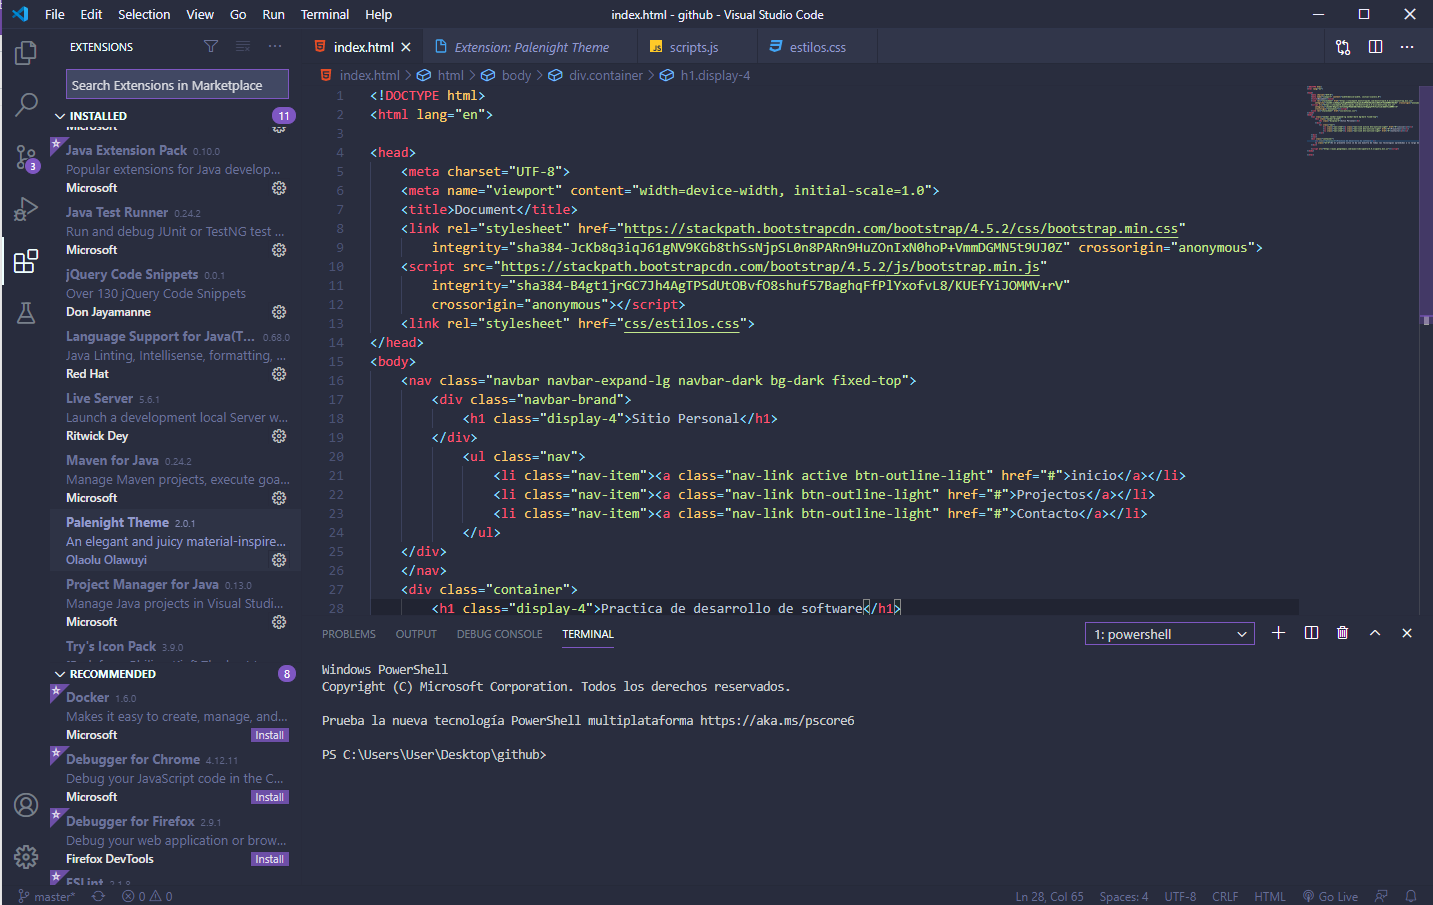 File Edit Selection View Go Run Terminal Help
index.html - github - Visual Studio Code
EXTENSIONS
Search Extensions in Marketplace
INSTALLED 11
Microsoft
Java Extension Pack 0.10.0
Popular extensions for Java develop...
Microsoft
Java Test Runner 0.24.2
Run and debug JUnit or TestNG test ...
Microsoft
jQuery Code Snippets 0.0.1
Over 130 jQuery Code Snippets
Don Jayamanne
Language Support for Java(T... 0.68.0
Java Linting, Intellisense, formatting, ...
Red Hat
Live Server 5.6.1
Launch a development local Server w...
Ritwick Dey
Maven for Java 0.24.2
Manage Maven projects, execute goa...
Microsoft
Palenight Theme 2.0.1
An elegant and juicy material-inspire...
Olaolu Olawuyi
Project Manager for Java 0.13.0
Manage Java projects in Visual Studi...
Microsoft
Try's Icon Pack 3.9.0
RECOMMENDED 8
Docker 1.6.0
Makes it easy to create, manage, and...
Microsoft Install
Debugger for Chrome 4.12.11
Debug your JavaScript code in the C...
Microsoft Install
Debugger for Firefox 2.9.1
Debug your web application or brow...
Firefox DevTools Install
ESLint 2.1.8
3
index.html Extension: Palenight Theme JS scripts.js estilos.css
index.html > html > body > div.container > h1.display-4
1 <!DOCTYPE html>
2 <html lang="en">
3
4 <head>
5 <meta charset="UTF-8">
6 <meta name="viewport" content="width=device-width, initial-scale=1.0">
7 <title>Document</title>
8 <link rel="stylesheet" href="https://stackpath.bootstrapcdn.com/bootstrap/4.5.2/css/bootstrap.min.css"
9 integrity="sha384-JcKb8q3iqJ61gNV9KGb8thSsNjpSL0n8PARn9HuZOnIxN0hoP+VmmDGMN5t9UJ0Z" crossorigin="anonymous">
10 <script src="https://stackpath.bootstrapcdn.com/bootstrap/4.5.2/js/bootstrap.min.js"
11 integrity="sha384-B4gt1jrGC7Jh4AgTPSdUtOBvfO8shuf57BaghqFfPlYxofvL8/KUEfYiJOMMV+rV"
12 crossorigin="anonymous"></script>
13 <link rel="stylesheet" href="css/estilos.css">
14 </head>
15 <body>
16 <nav class="navbar navbar-expand-lg navbar-dark bg-dark fixed-top">
17 <div class="navbar-brand">
18 <h1 class="display-4">Sitio Personal</h1>
19 </div>
20 <ul class="nav">
21 <li class="nav-item"><a class="nav-link active btn-outline-light" href="#">inicio</a></li>
22 <li class="nav-item"><a class="nav-link btn-outline-light" href="#">Projectos</a></li>
23 <li class="nav-item"><a class="nav-link btn-outline-light" href="#">Contacto</a></li>
24 </ul>
25 </div>
26 </nav>
27 <div class="container">
28 <h1 class="display-4">Practica de desarrollo de software</h1>
PROBLEMS OUTPUT DEBUG CONSOLE TERMINAL
1: powershell
Windows PowerShell
Copyright (C) Microsoft Corporation. Todos los derechos reservados.
Prueba la nueva tecnología PowerShell multiplataforma https://aka.ms/pscore6
PS C:\Users\User\Desktop\github>
master* 0 0
Ln 28, Col 65 Spaces: 4 UTF-8 CRLF HTML Go Live